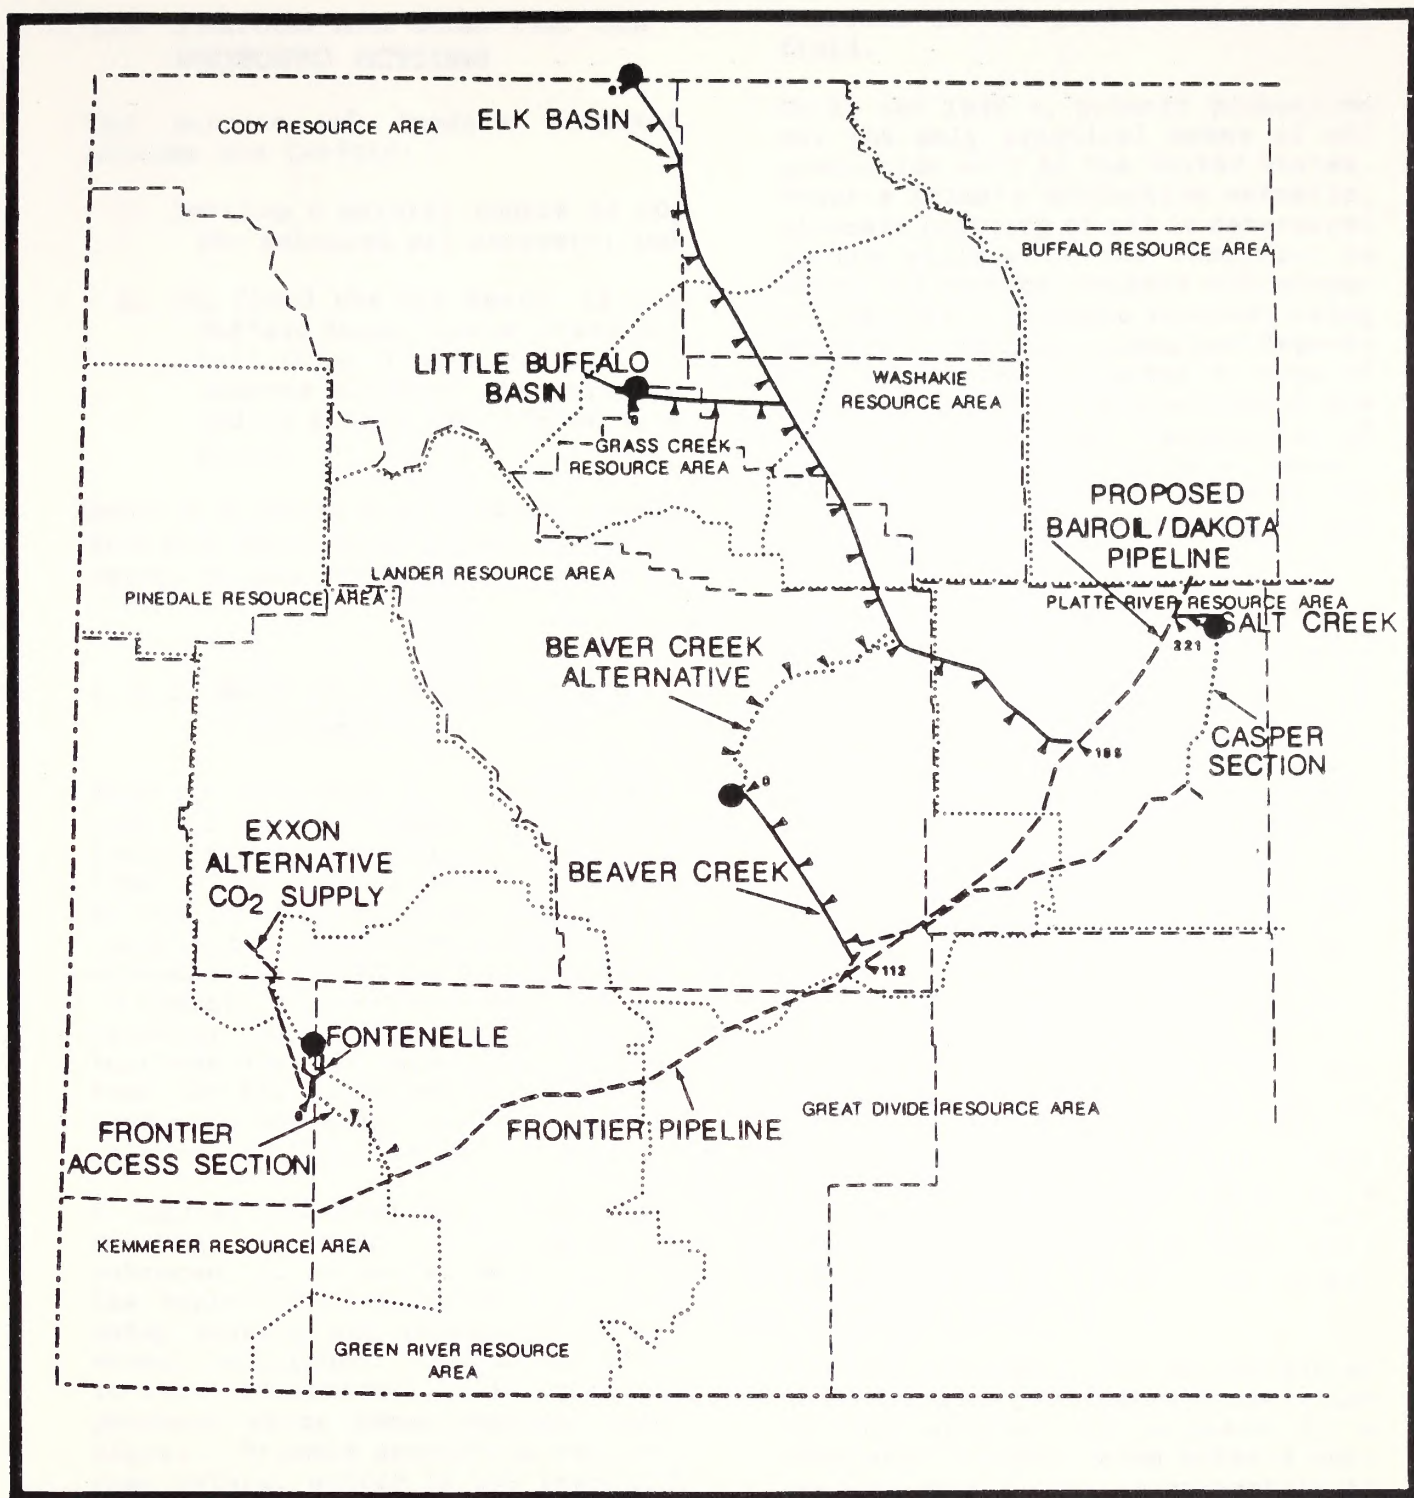 ELK BASIN
CODY RESOURCE AREA
BUFFALO RESOURCE AREA
LITTLE BUFFALO
BASIN
0
WASHAKIE
RESOURCE AREA
GRASS CREEK
RESOURCE AREA
PROPOSED
BAIROIL/DAKOTA
PIPELINE
LANDER RESOURCE AREA
PINEDALE RESOURCE AREA
PLATTE RIVER RESOURCE AREA
SALT CREEK
221
BEAVER CREEK
ALTERNATIVE
CASPER
SECTION
188
0
EXXON
ALTERNATIVE
CO2 SUPPLY
BEAVER CREEK
112
FONTENELLE
0
FRONTIER
ACCESS SECTION
FRONTIER PIPELINE
GREAT DIVIDE RESOURCE AREA
KEMMERER RESOURCE AREA
GREEN RIVER RESOURCE
AREA